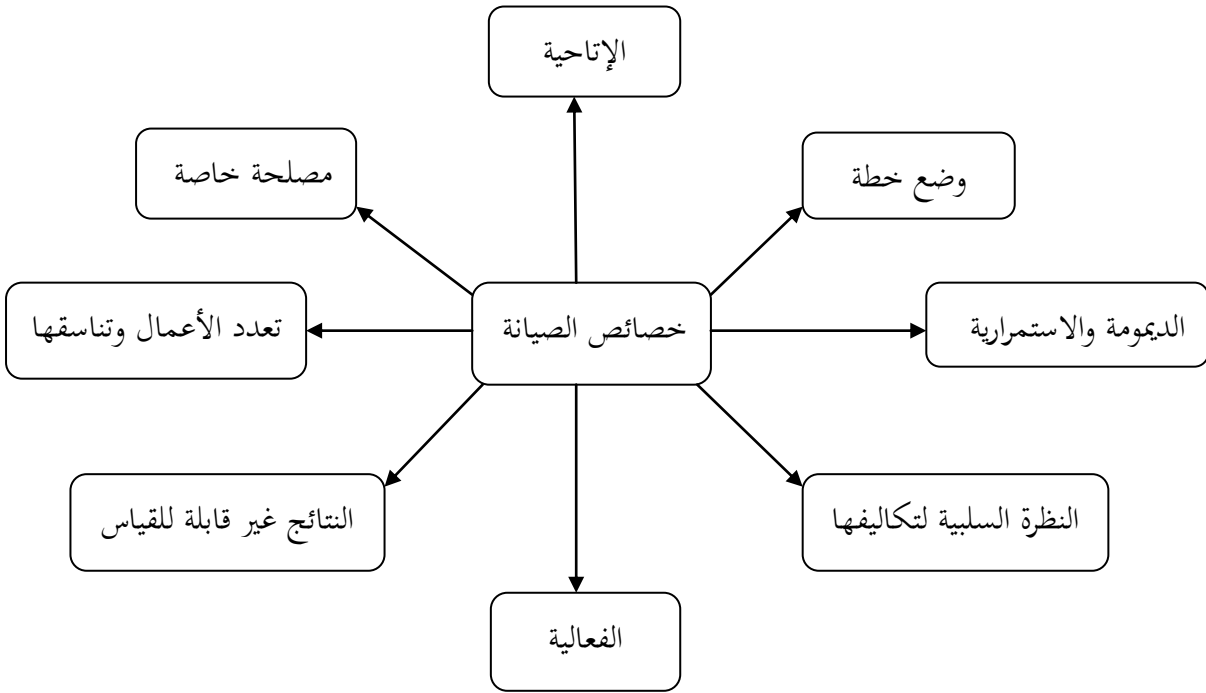 الإتاحية
وضع خطة
مصلحة خاصة
الديمومة والاستمرارية
خصائص الصيانة
تعدد الأعمال وتناسقها
النظرة السلبية لتكاليفها
النتائج غير قابلة للقياس
الفعالية